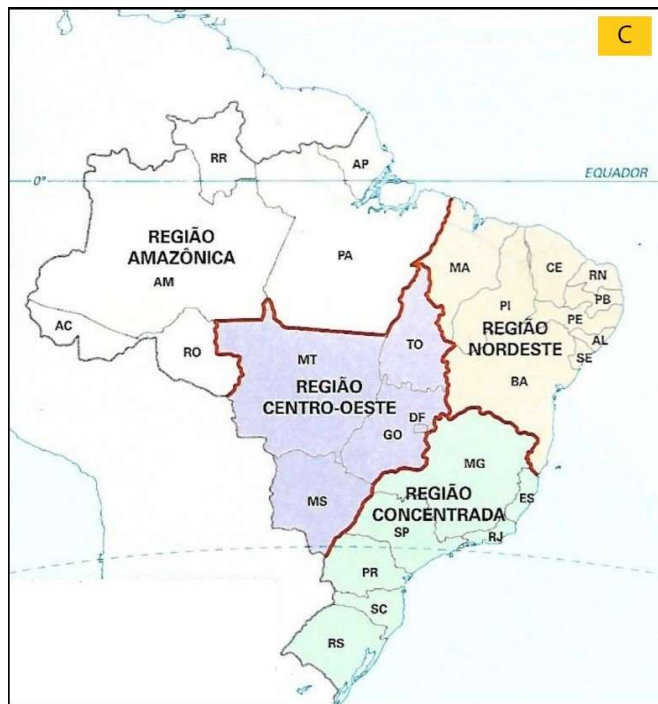 C
RR
AP
0°
EQUADOR
REGIÃO
AMAZÔNICA
AM
PA
MA
CE
RN
PB
PI
PE
AL
SE
REGIÃO
NORDESTE
AC
RO
MT
TO
BA
REGIÃO
CENTRO-OESTE
DF
GO
MG
ES
MS
REGIÃO
CONCENTRADA
SP
RJ
PR
SC
RS